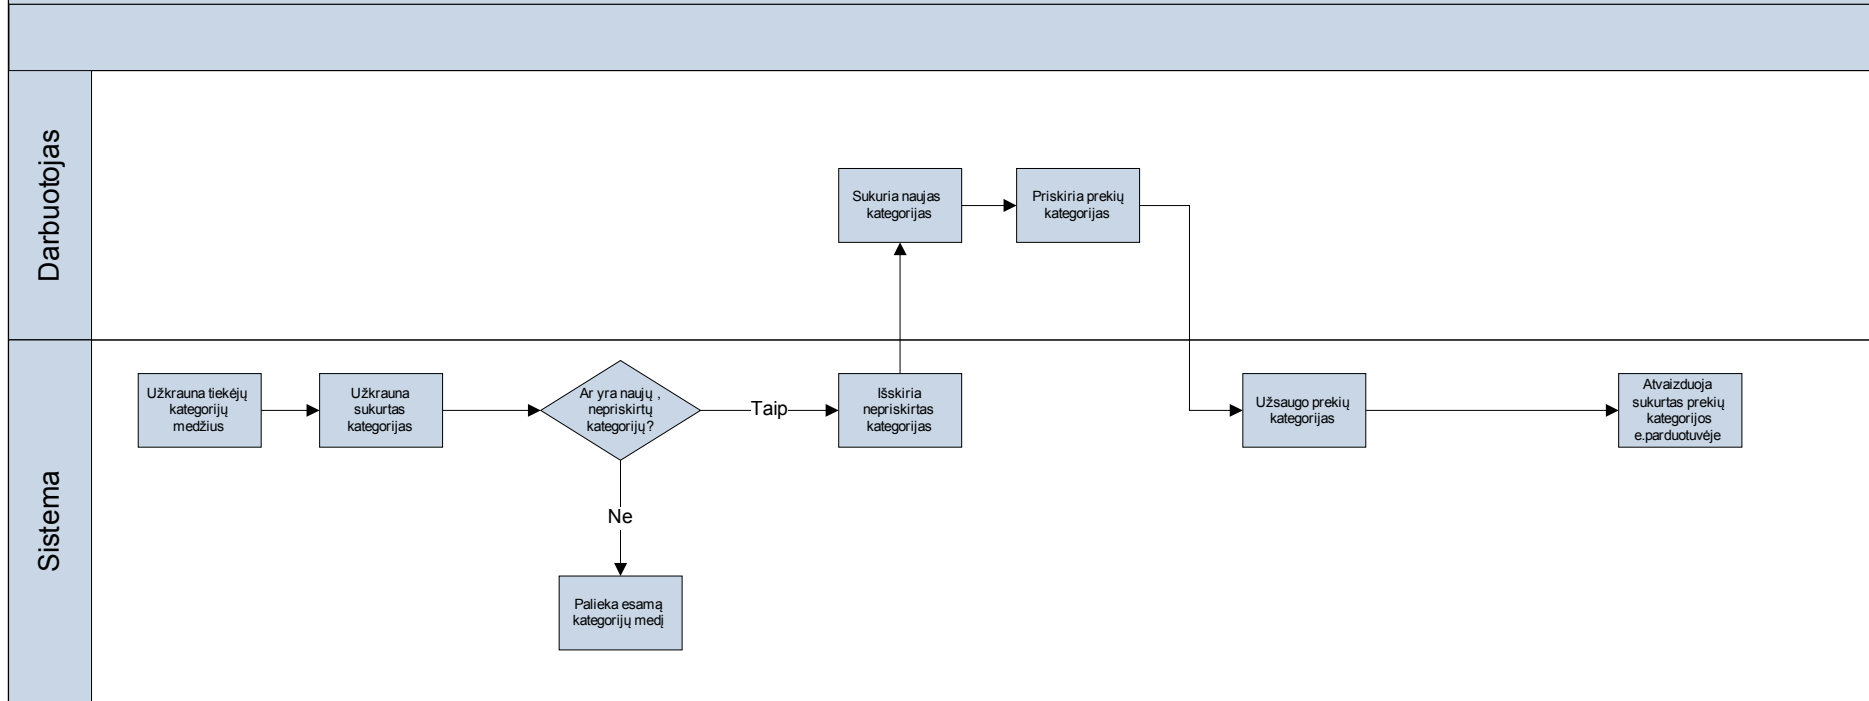 Darbuotojas
Sukuria naujas
kategorijas
Priskiria prekių
kategorijas
Sistema
Užkrauna tiekėjų
kategorijų
medžius
Užkrauna
sukurtas
kategorijas
Ar yra naujų ,
nepriskirtų
kategorijų?
Taip
Išskiria
nepriskirtas
kategorijas
Užsaugo prekių
kategorijas
Atvaizduoja
sukurtas prekių
kategorijos
e.parduotuvėje
Ne
Palieka esamą
kategorijų medį